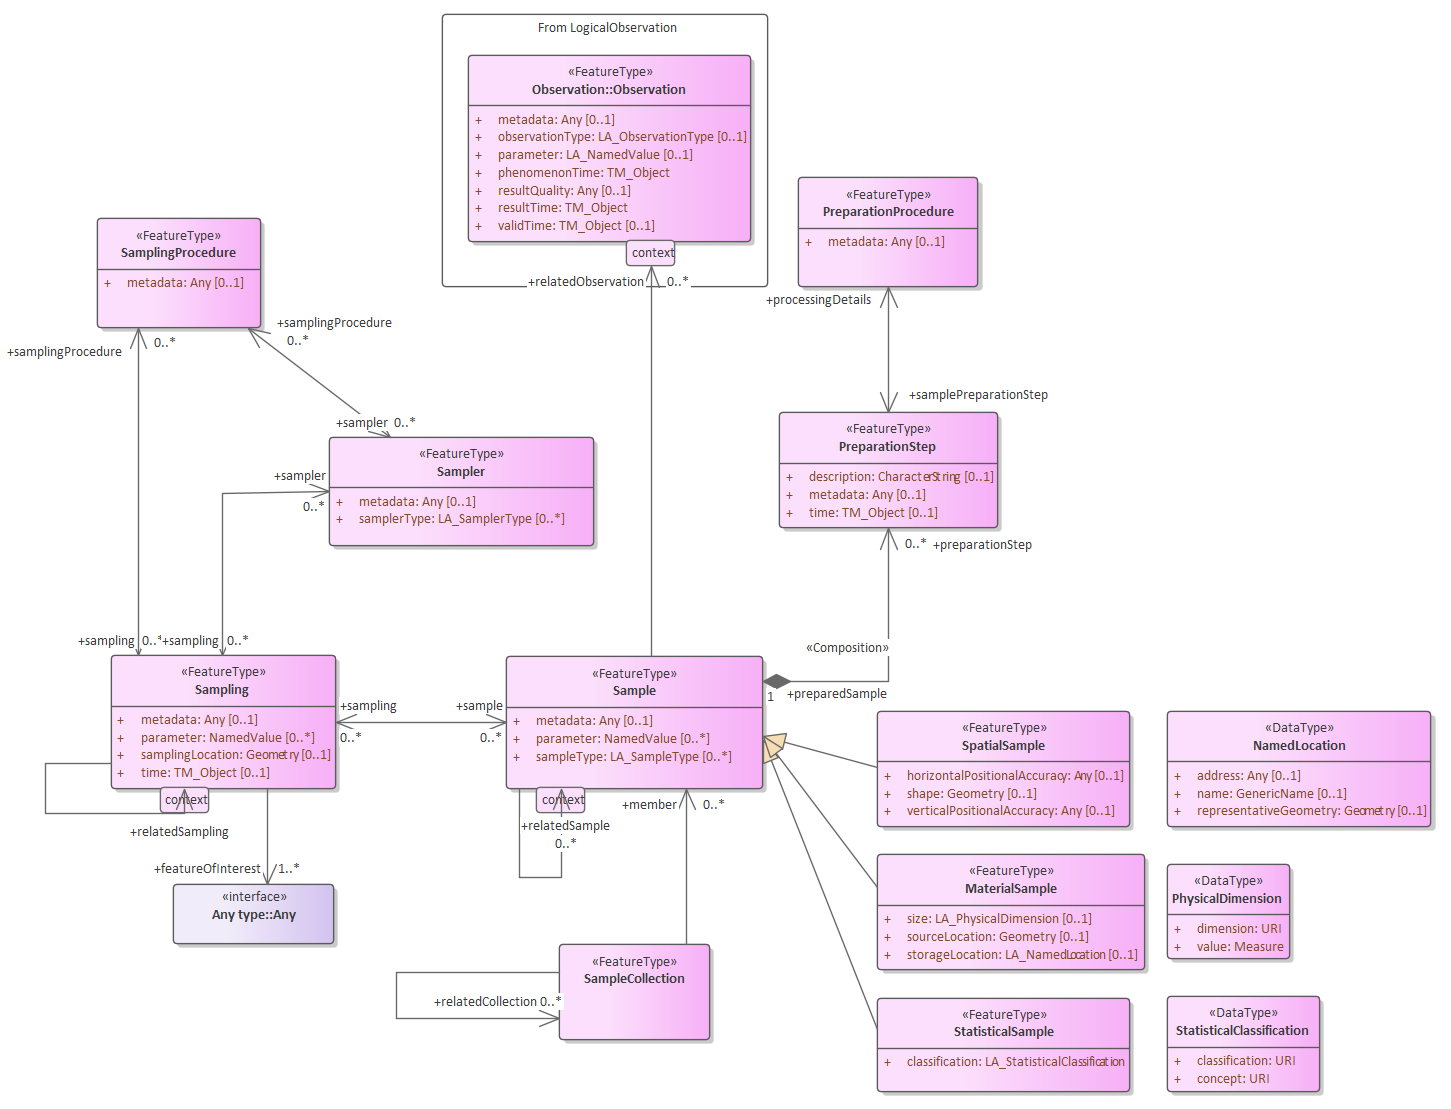 From LogicalObservation
«FeatureType»
Observation::Observation
+ metadata: Any [0..1]
+ observationType: LA_ObservationType [0..1]
+ parameter: LA_NamedValue [0..1]
+ phenomenonTime: TM_Object
+ resultQuality: Any [0..1]
+ resultTime: TM_Object
+ validTime: TM_Object [0..1]
context
+relatedObservation 0..*
«FeatureType»
PreparationProcedure
+ metadata: Any [0..1]
+processingDetails
+samplePreparationStep
«FeatureType»
SamplingProcedure
+ metadata: Any [0..1]
+samplingProcedure
0..*
+samplingProcedure
0..*
+sampler 0..*
«FeatureType»
Sampler
+ metadata: Any [0..1]
+ samplerType: LA_SamplerType [0..*]
+sampler
0..*
«FeatureType»
PreparationStep
+ description: CharacterString [0..1]
+ metadata: Any [0..1]
+ time: TM_Object [0..1]
0..* +preparationStep
«Composition»
1 +preparedSample
+sampling 0..*
+sampling 0..*
«FeatureType»
Sampling
+ metadata: Any [0..1]
+ parameter: NamedValue [0..*]
+ samplingLocation: Geometry [0..1]
+ time: TM_Object [0..1]
context
+relatedSampling
+sampling
0..*
+sample
0..*
«FeatureType»
Sample
+ metadata: Any [0..1]
+ parameter: NamedValue [0..*]
+ sampleType: LA_SampleType [0..*]
context
+relatedSample
0..*
+member 0..*
+featureOfInterest 1..*
«interface»
Any type::Any
«FeatureType»
SampleCollection
+relatedCollection 0..*
«FeatureType»
SpatialSample
+ horizontalPositionalAccuracy: Any [0..1]
+ shape: Geometry [0..1]
+ verticalPositionalAccuracy: Any [0..1]
«DataType»
NamedLocation
+ address: Any [0..1]
+ name: GenericName [0..1]
+ representativeGeometry: Geometry [0..1]
«FeatureType»
MaterialSample
+ size: LA_PhysicalDimension [0..1]
+ sourceLocation: Geometry [0..1]
+ storageLocation: LA_NamedLocation [0..1]
«DataType»
PhysicalDimension
+ dimension: URI
+ value: Measure
«FeatureType»
StatisticalSample
+ classification: LA_StatisticalClassification
«DataType»
StatisticalClassification
+ classification: URI
+ concept: URI